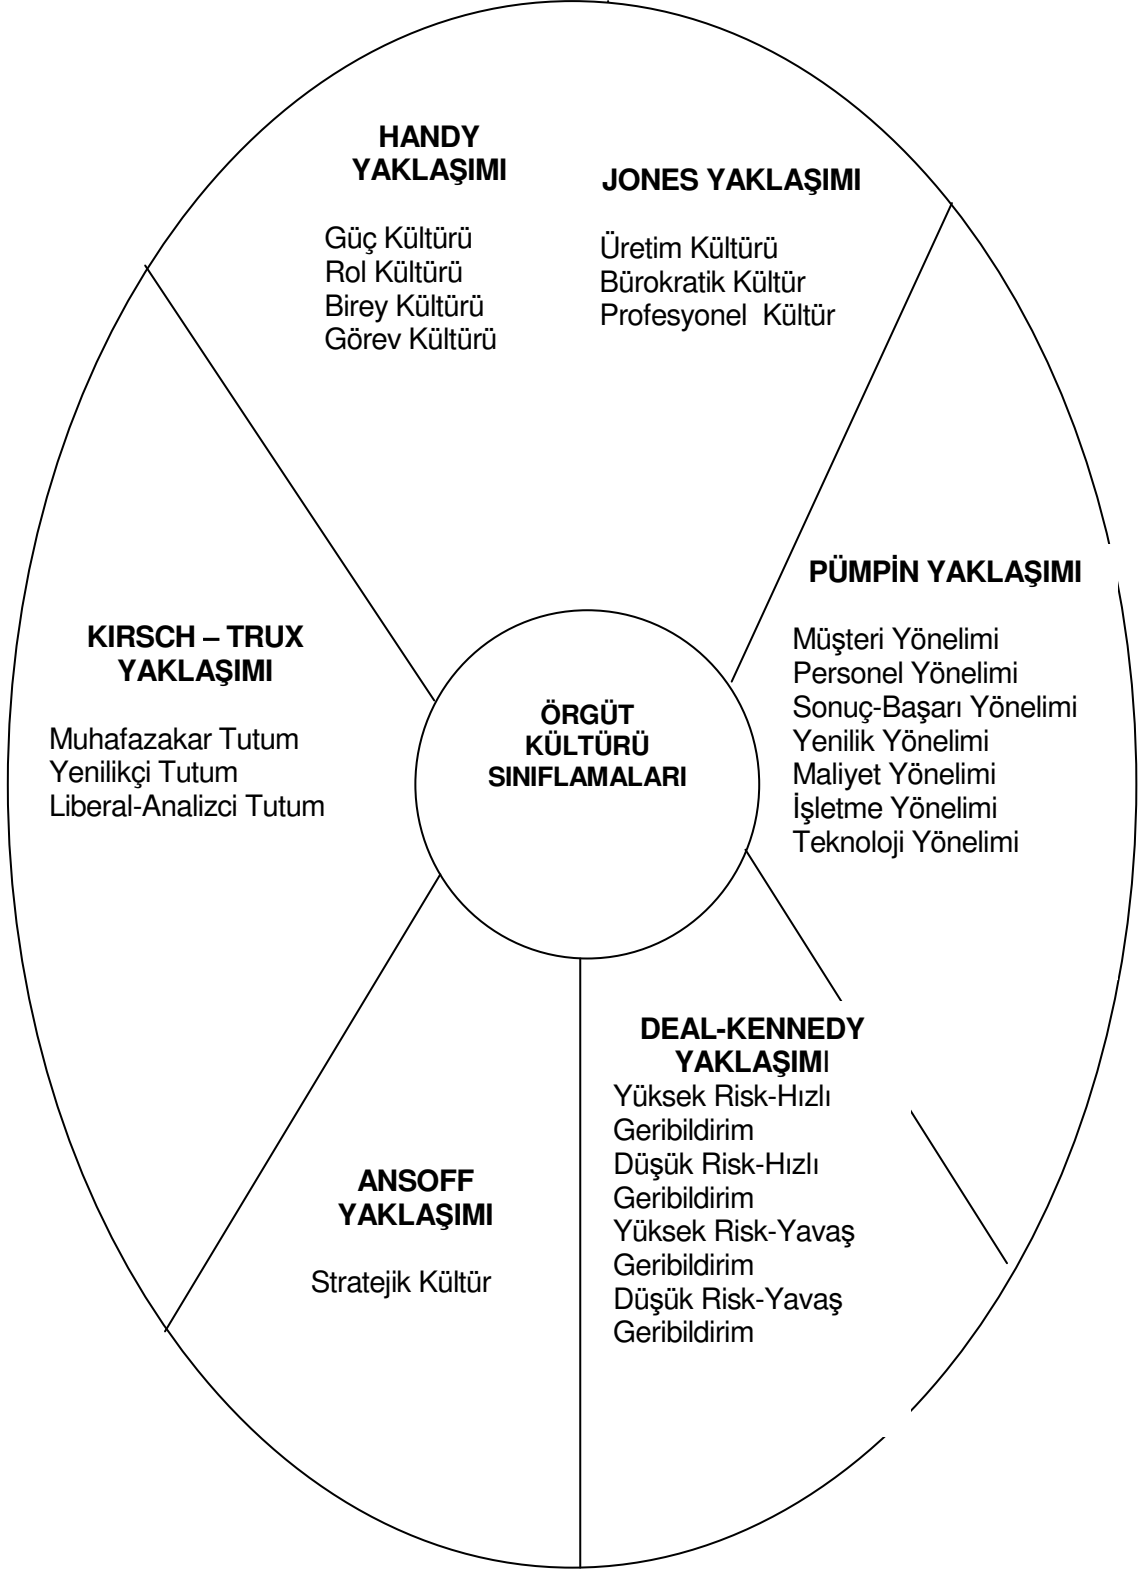 HANDY
YAKLAŞIMI
Güç Kültürü
Rol Kültürü
Birey Kültürü
Görev Kültürü
JONES YAKLAŞIMI
Üretim Kültürü
Bürokratik Kültür
Profesyonel  Kültür
PÜMPİN YAKLAŞIMI
Müşteri Yönelimi
Personel Yönelimi
Sonuç-Başarı Yönelimi
Yenilik Yönelimi
Maliyet Yönelimi
İşletme Yönelimi
Teknoloji Yönelimi
KIRSCH – TRUX
YAKLAŞIMI
Muhafazakar Tutum
Yenilikçi Tutum
Liberal-Analizci Tutum
ÖRGÜT
KÜLTÜRÜ
SINIFLAMALARI
DEAL-KENNEDY
YAKLAŞIMI
Yüksek Risk-Hızlı
Geribildirim
Düşük Risk-Hızlı
Geribildirim
Yüksek Risk-Yavaş
Geribildirim
Düşük Risk-Yavaş
Geribildirim
ANSOFF
YAKLAŞIMI
Stratejik Kültür